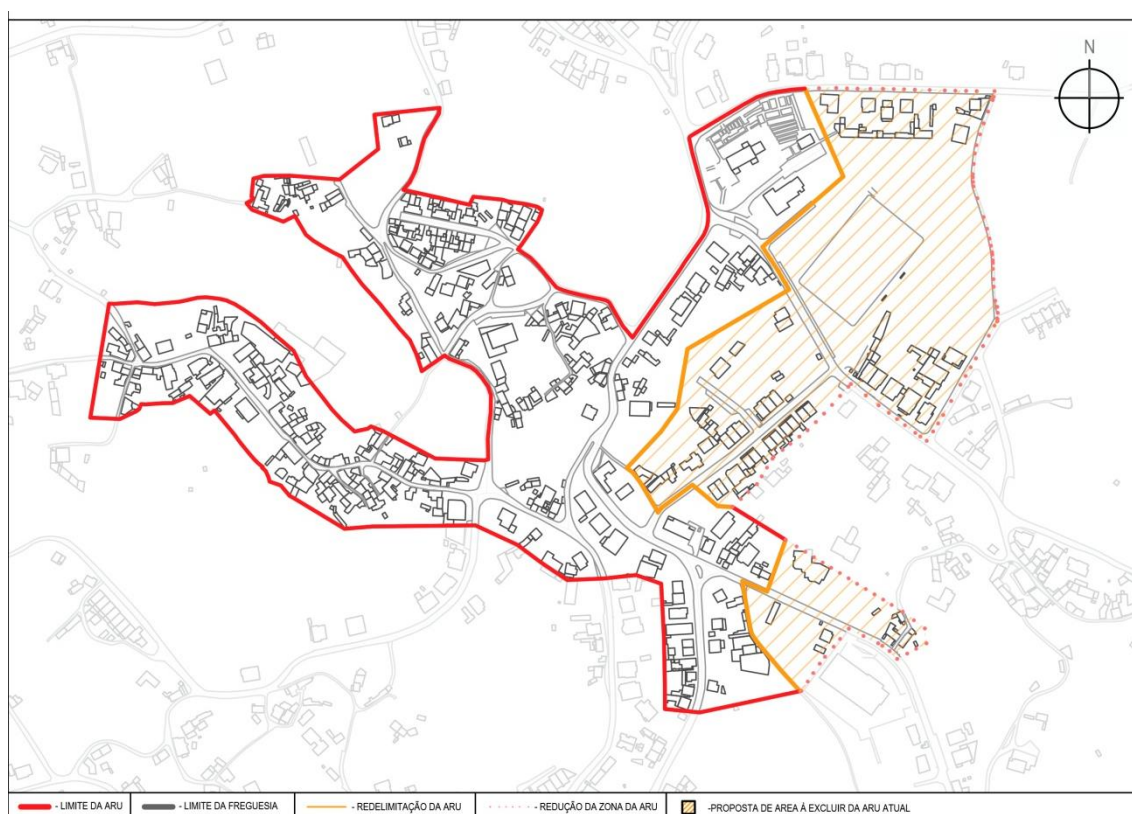 N
- LIMITE DA ARU
- LIMITE DA FREGUESIA
- REDELIMITAÇÃO DA ARU
- REDUÇÃO DA ZONA DA ARU
-PROPOSTA DE AREA Á EXCLUIR DA ARU ATUAL